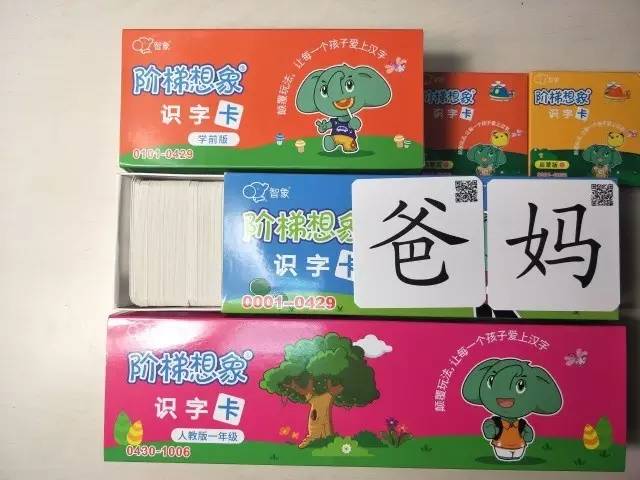 智象
阶梯想象®
识字卡
学前版
0101-0429
颠覆玩法,让每一个孩子爱上汉字
阶梯想象
识字卡
阶梯想象®
识字卡
智象
阶梯想象
识字卡
0001-0429
爸
妈
阶梯想象®
识字卡
人教版一年级
0430-1006
颠覆玩法,让每一个孩子爱上汉字